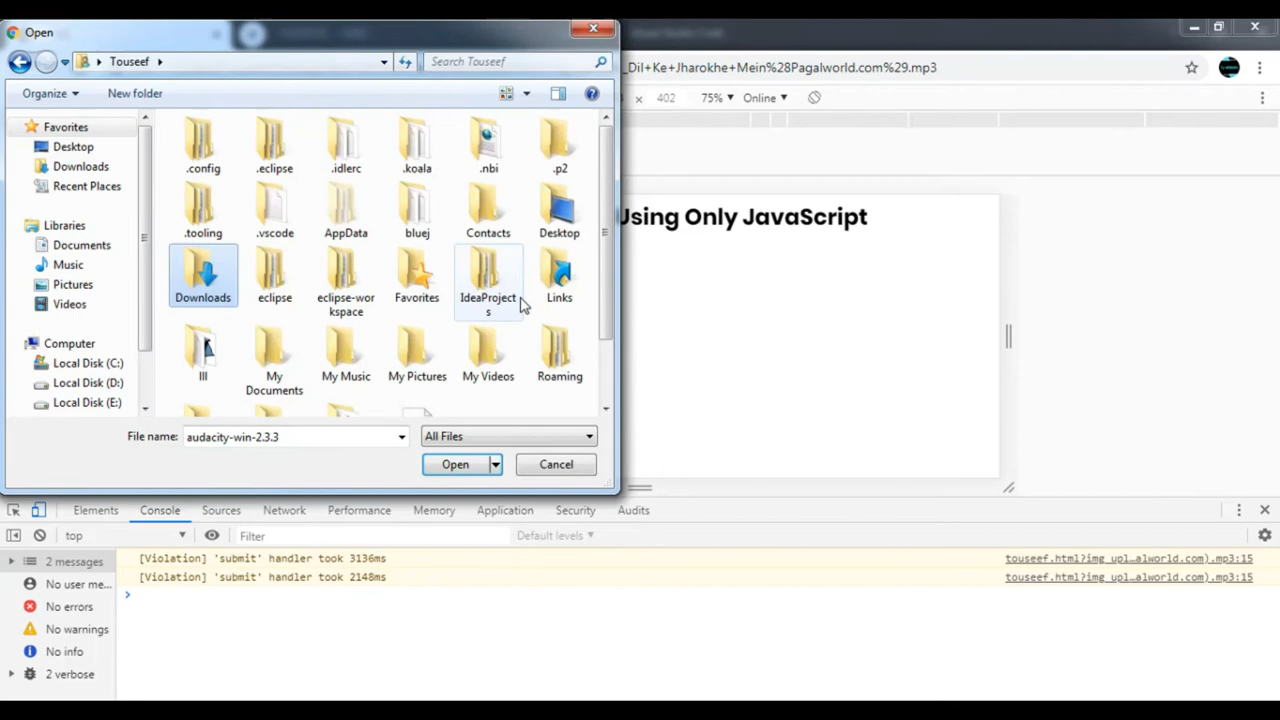 Open
_Dil+Ke+Jharokhe+Mein%28Pagalworld.com%29.mp3
Touseef
Search Touseef
Organize
New folder
× 402 75% Online
Favorites
Desktop
Downloads
Recent Places
Libraries
Documents
Music
Pictures
Videos
Computer
Local Disk (C:)
Local Disk (D:)
Local Disk (E:)
.config
.eclipse
.idlerc
.koala
.nbi
.p2
.tooling
.vscode
AppData
bluej
Contacts
Desktop
Downloads
eclipse
eclipse-wor
kspace
Favorites
IdeaProject
s
Links
III
My
Documents
My Music
My Pictures
My Videos
Roaming
Using Only JavaScript
File name: audacity-win-2.3.3
All Files
Open
Cancel
Elements Console Sources Network Performance Memory Application Security Audits
top
Filter
Default levels
2 messages
No user me...
No errors
No warnings
No info
2 verbose
[Violation] 'submit' handler took 3136ms
touseef.html?img_upl…alworld.com).mp3:15
[Violation] 'submit' handler took 2148ms
touseef.html?img_upl…alworld.com).mp3:15